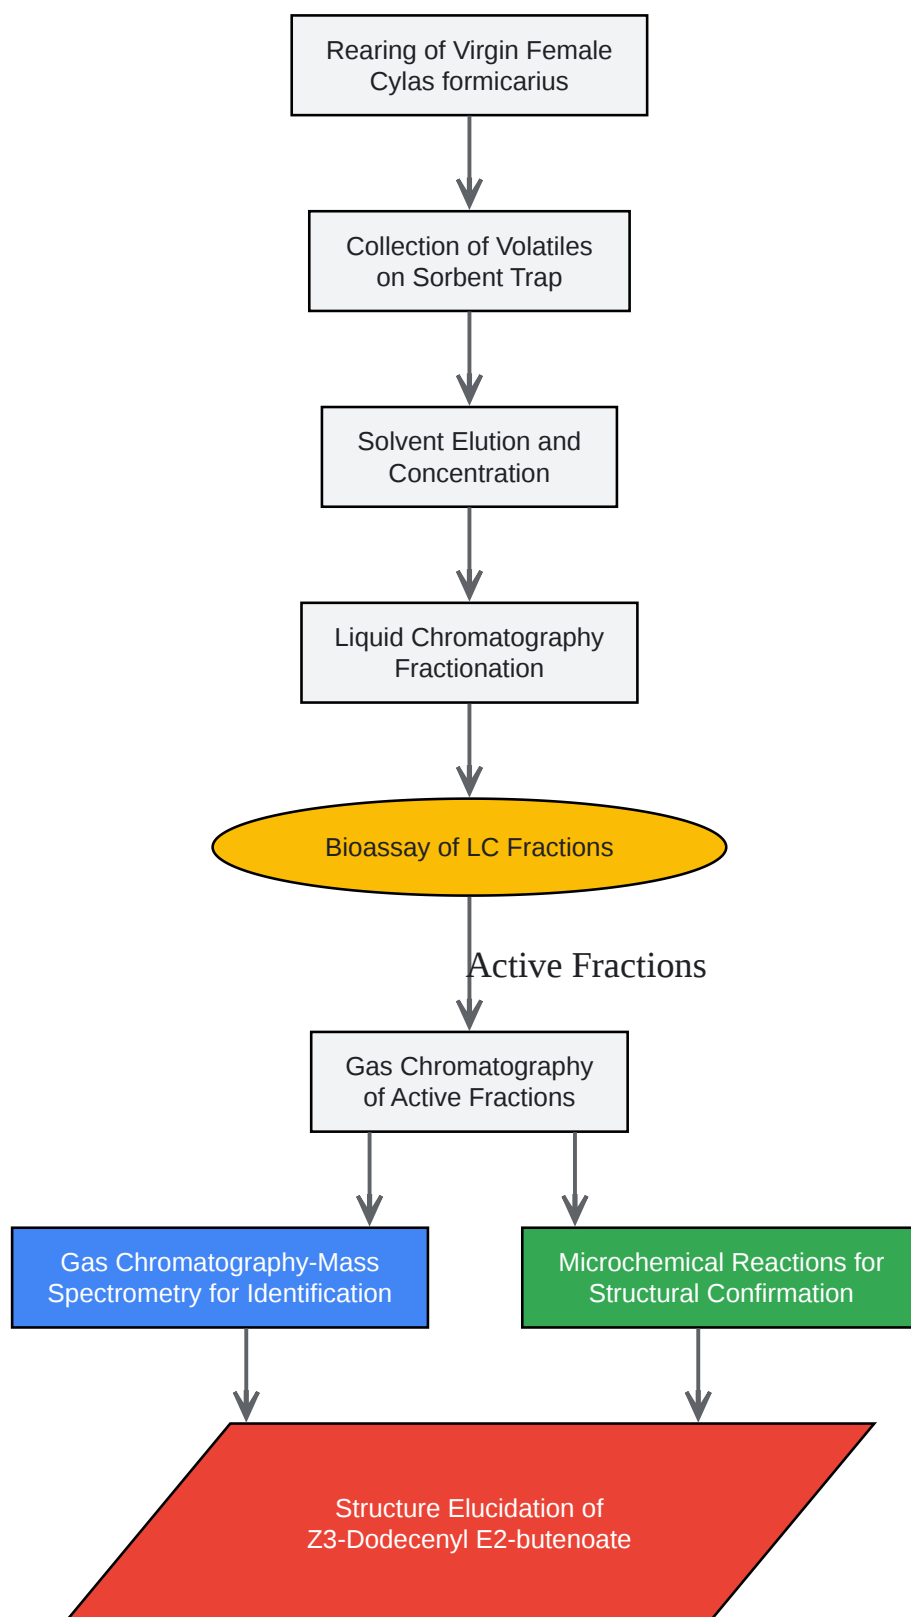 Rearing of Virgin Female
Cylas formicarius
Collection of Volatiles
on Sorbent Trap
Solvent Elution and
Concentration
Liquid Chromatography
Fractionation
Bioassay of LC Fractions
Active Fractions
Gas Chromatography
of Active Fractions
Gas Chromatography-Mass
Spectrometry for Identification
Microchemical Reactions for
Structural Confirmation
Structure Elucidation of
Z3-Dodecenyl E2-butenoate